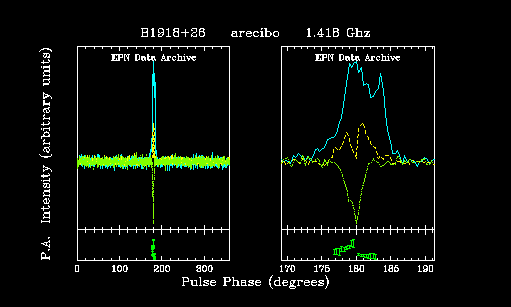 B1918+26 arecibo 1.418 Ghz
EPN Data Archive EPN Data Archive
P.A. Intensity (arbitrary units)
0 100 200 300 170 175 180 185 190
Pulse Phase (degrees)